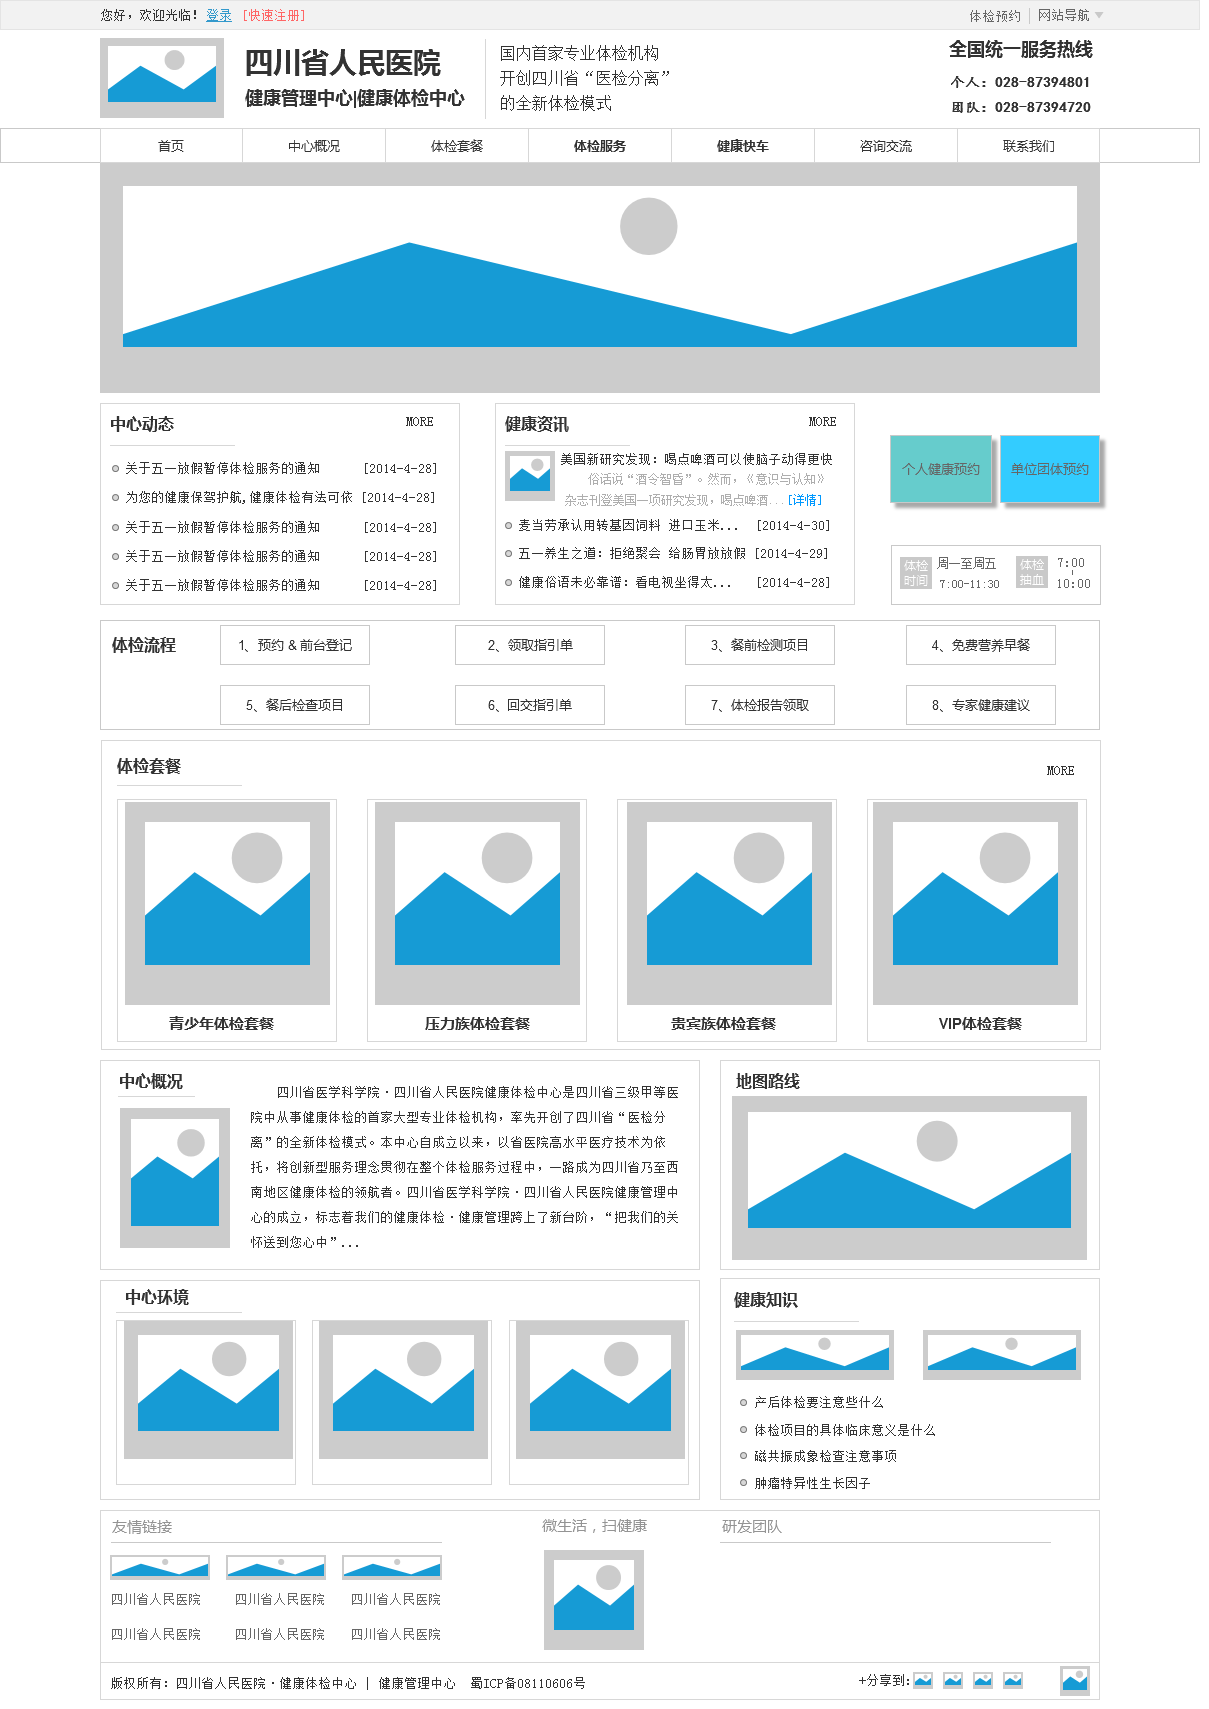 您好，欢迎光临！登录 [快速注册]
体检预约 网站导航
四川省人民医院
健康管理中心|健康体检中心
国内首家专业体检机构
开创四川省“医检分离”
的全新体检模式
全国统一服务热线
个人：028-87394801
团队：028-87394720
首页 中心概况 体检套餐 体检服务 健康快车 咨询交流 联系我们
中心动态 MORE
关于五一放假暂停体检服务的通知 [2014-4-28]
为您的健康保驾护航,健康体检有法可依 [2014-4-28]
关于五一放假暂停体检服务的通知 [2014-4-28]
关于五一放假暂停体检服务的通知 [2014-4-28]
关于五一放假暂停体检服务的通知 [2014-4-28]
健康资讯 MORE
美国新研究发现：喝点啤酒可以使脑子动得更快
俗话说“酒令智昏”。然而，《意识与认知》
杂志刊登美国一项研究发现，喝点啤酒...[详情]
麦当劳承认用转基因饲料 进口玉米... [2014-4-30]
五一养生之道：拒绝聚会 给肠胃放放假 [2014-4-29]
健康俗语未必靠谱：看电视坐得太... [2014-4-28]
个人健康预约 单位团体预约
体检时间 周一至周五 7:00-11:30
体检抽血 7:00 | 10:00
体检流程
1、预约 & 前台登记 2、领取指引单 3、餐前检测项目 4、免费营养早餐
5、餐后检查项目 6、回交指引单 7、体检报告领取 8、专家健康建议
体检套餐 MORE
青少年体检套餐 压力族体检套餐 贵宾族体检套餐 VIP体检套餐
中心概况
四川省医学科学院·四川省人民医院健康体检中心是四川省三级甲等医
院中从事健康体检的首家大型专业体检机构，率先开创了四川省“医检分
离”的全新体检模式。本中心自成立以来，以省医院高水平医疗技术为依
托，将创新型服务理念贯彻在整个体检服务过程中，一路成为四川省乃至西
南地区健康体检的领航者。四川省医学科学院·四川省人民医院健康管理中
心的成立，标志着我们的健康体检·健康管理跨上了新台阶，“把我们的关
怀送到您心中”...
地图路线
中心环境
健康知识
产后体检要注意些什么
体检项目的具体临床意义是什么
磁共振成象检查注意事项
肿瘤特异性生长因子
友情链接
四川省人民医院 四川省人民医院 四川省人民医院
四川省人民医院 四川省人民医院 四川省人民医院
微生活，扫健康
研发团队
版权所有：四川省人民医院·健康体检中心 | 健康管理中心 蜀ICP备08110606号
+分享到: